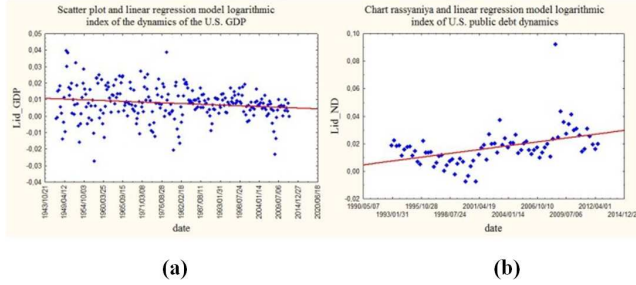 Scatter plot and linear regression model logarithmic
index of the dynamics of the U.S. GDP
0,05
0,04
0,03
0,02
0,01
0,00
-0,01
-0,02
-0,03
-0,04
Lid_GDP
1943/10/21
1949/04/12
1954/10/03
1960/03/25
1965/09/15
1971/03/08
1976/08/28
1982/02/18
1987/08/11
1993/01/31
1998/07/24
2004/01/14
2009/07/06
2014/12/27
2020/06/18
date
(a)
Chart rassyaniya and linear regression model logarithmic
index of U.S. public debt dynamics
0,10
0,08
0,06
0,04
0,02
0,00
-0,02
Lid_ND
1990/05/07 1995/10/28 2001/04/19 2006/10/10 2012/04/01
1993/01/31 1998/07/24 2004/01/14 2009/07/06 2014/12/2
date
(b)